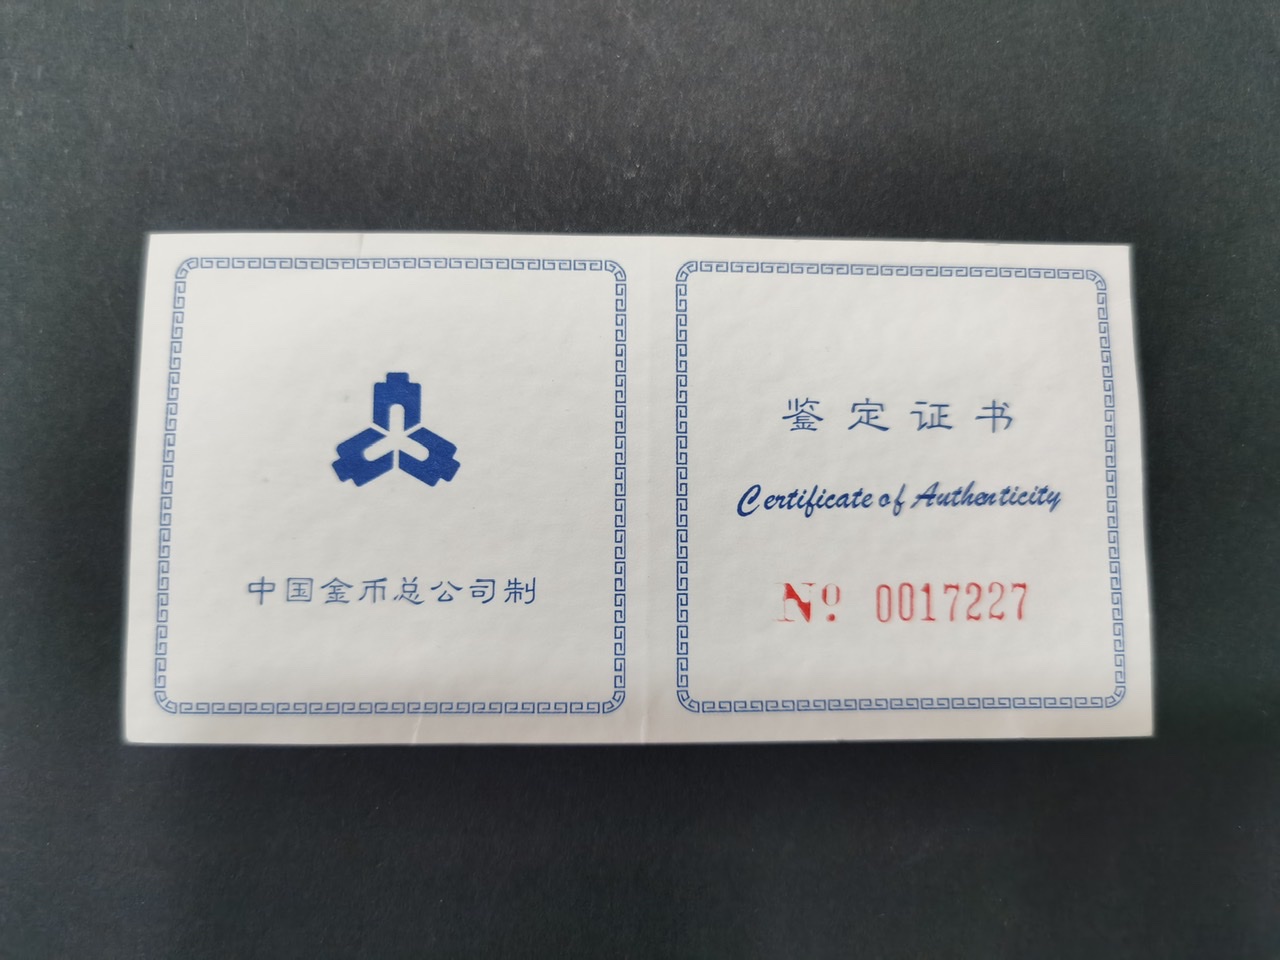 中国金币总公司制
鉴定证书
Certificate of Authenticity
Nº 0017227